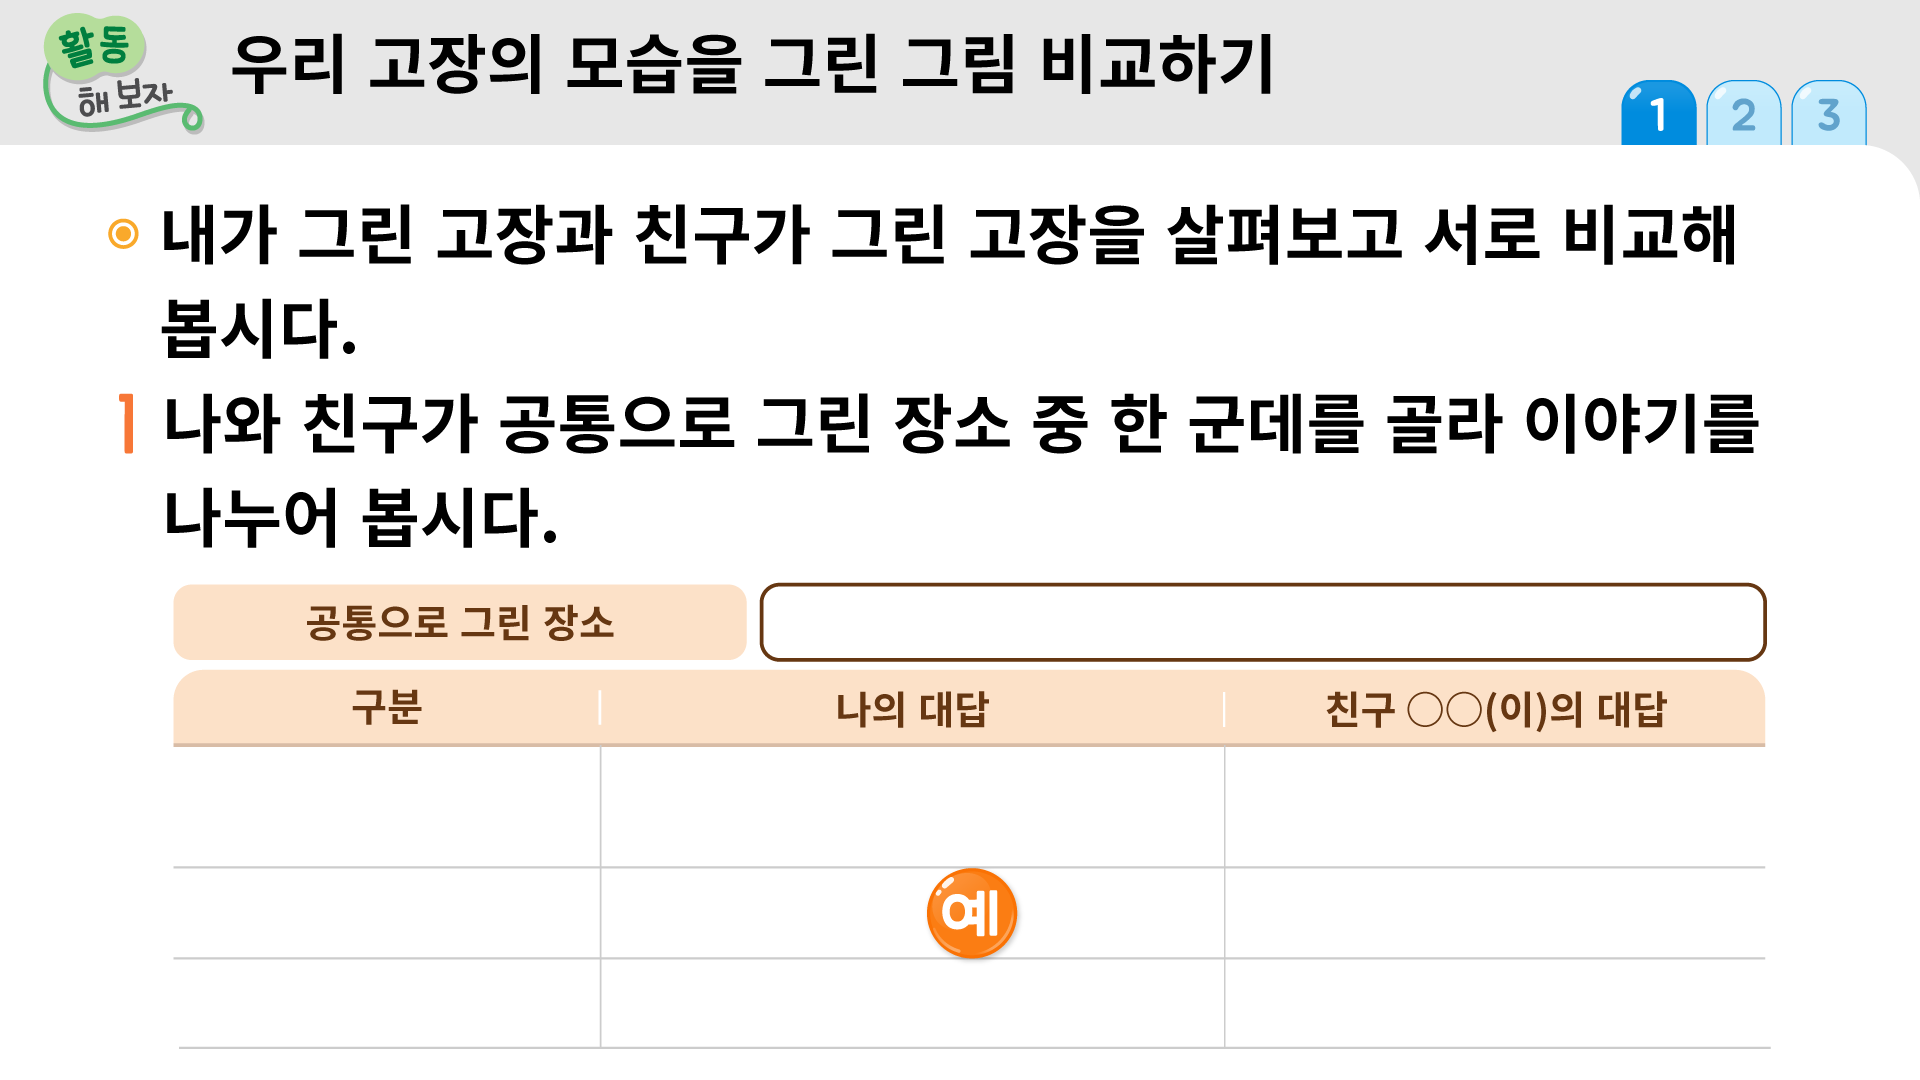 활동
해 보자
우리 고장의 모습을 그린 그림 비교하기
1 2 3
내가 그린 고장과 친구가 그린 고장을 살펴보고 서로 비교해
봅시다.
1 나와 친구가 공통으로 그린 장소 중 한 군데를 골라 이야기를
나누어 봅시다.
공통으로 그린 장소
구분 나의 대답 친구 ○○(이)의 대답
예